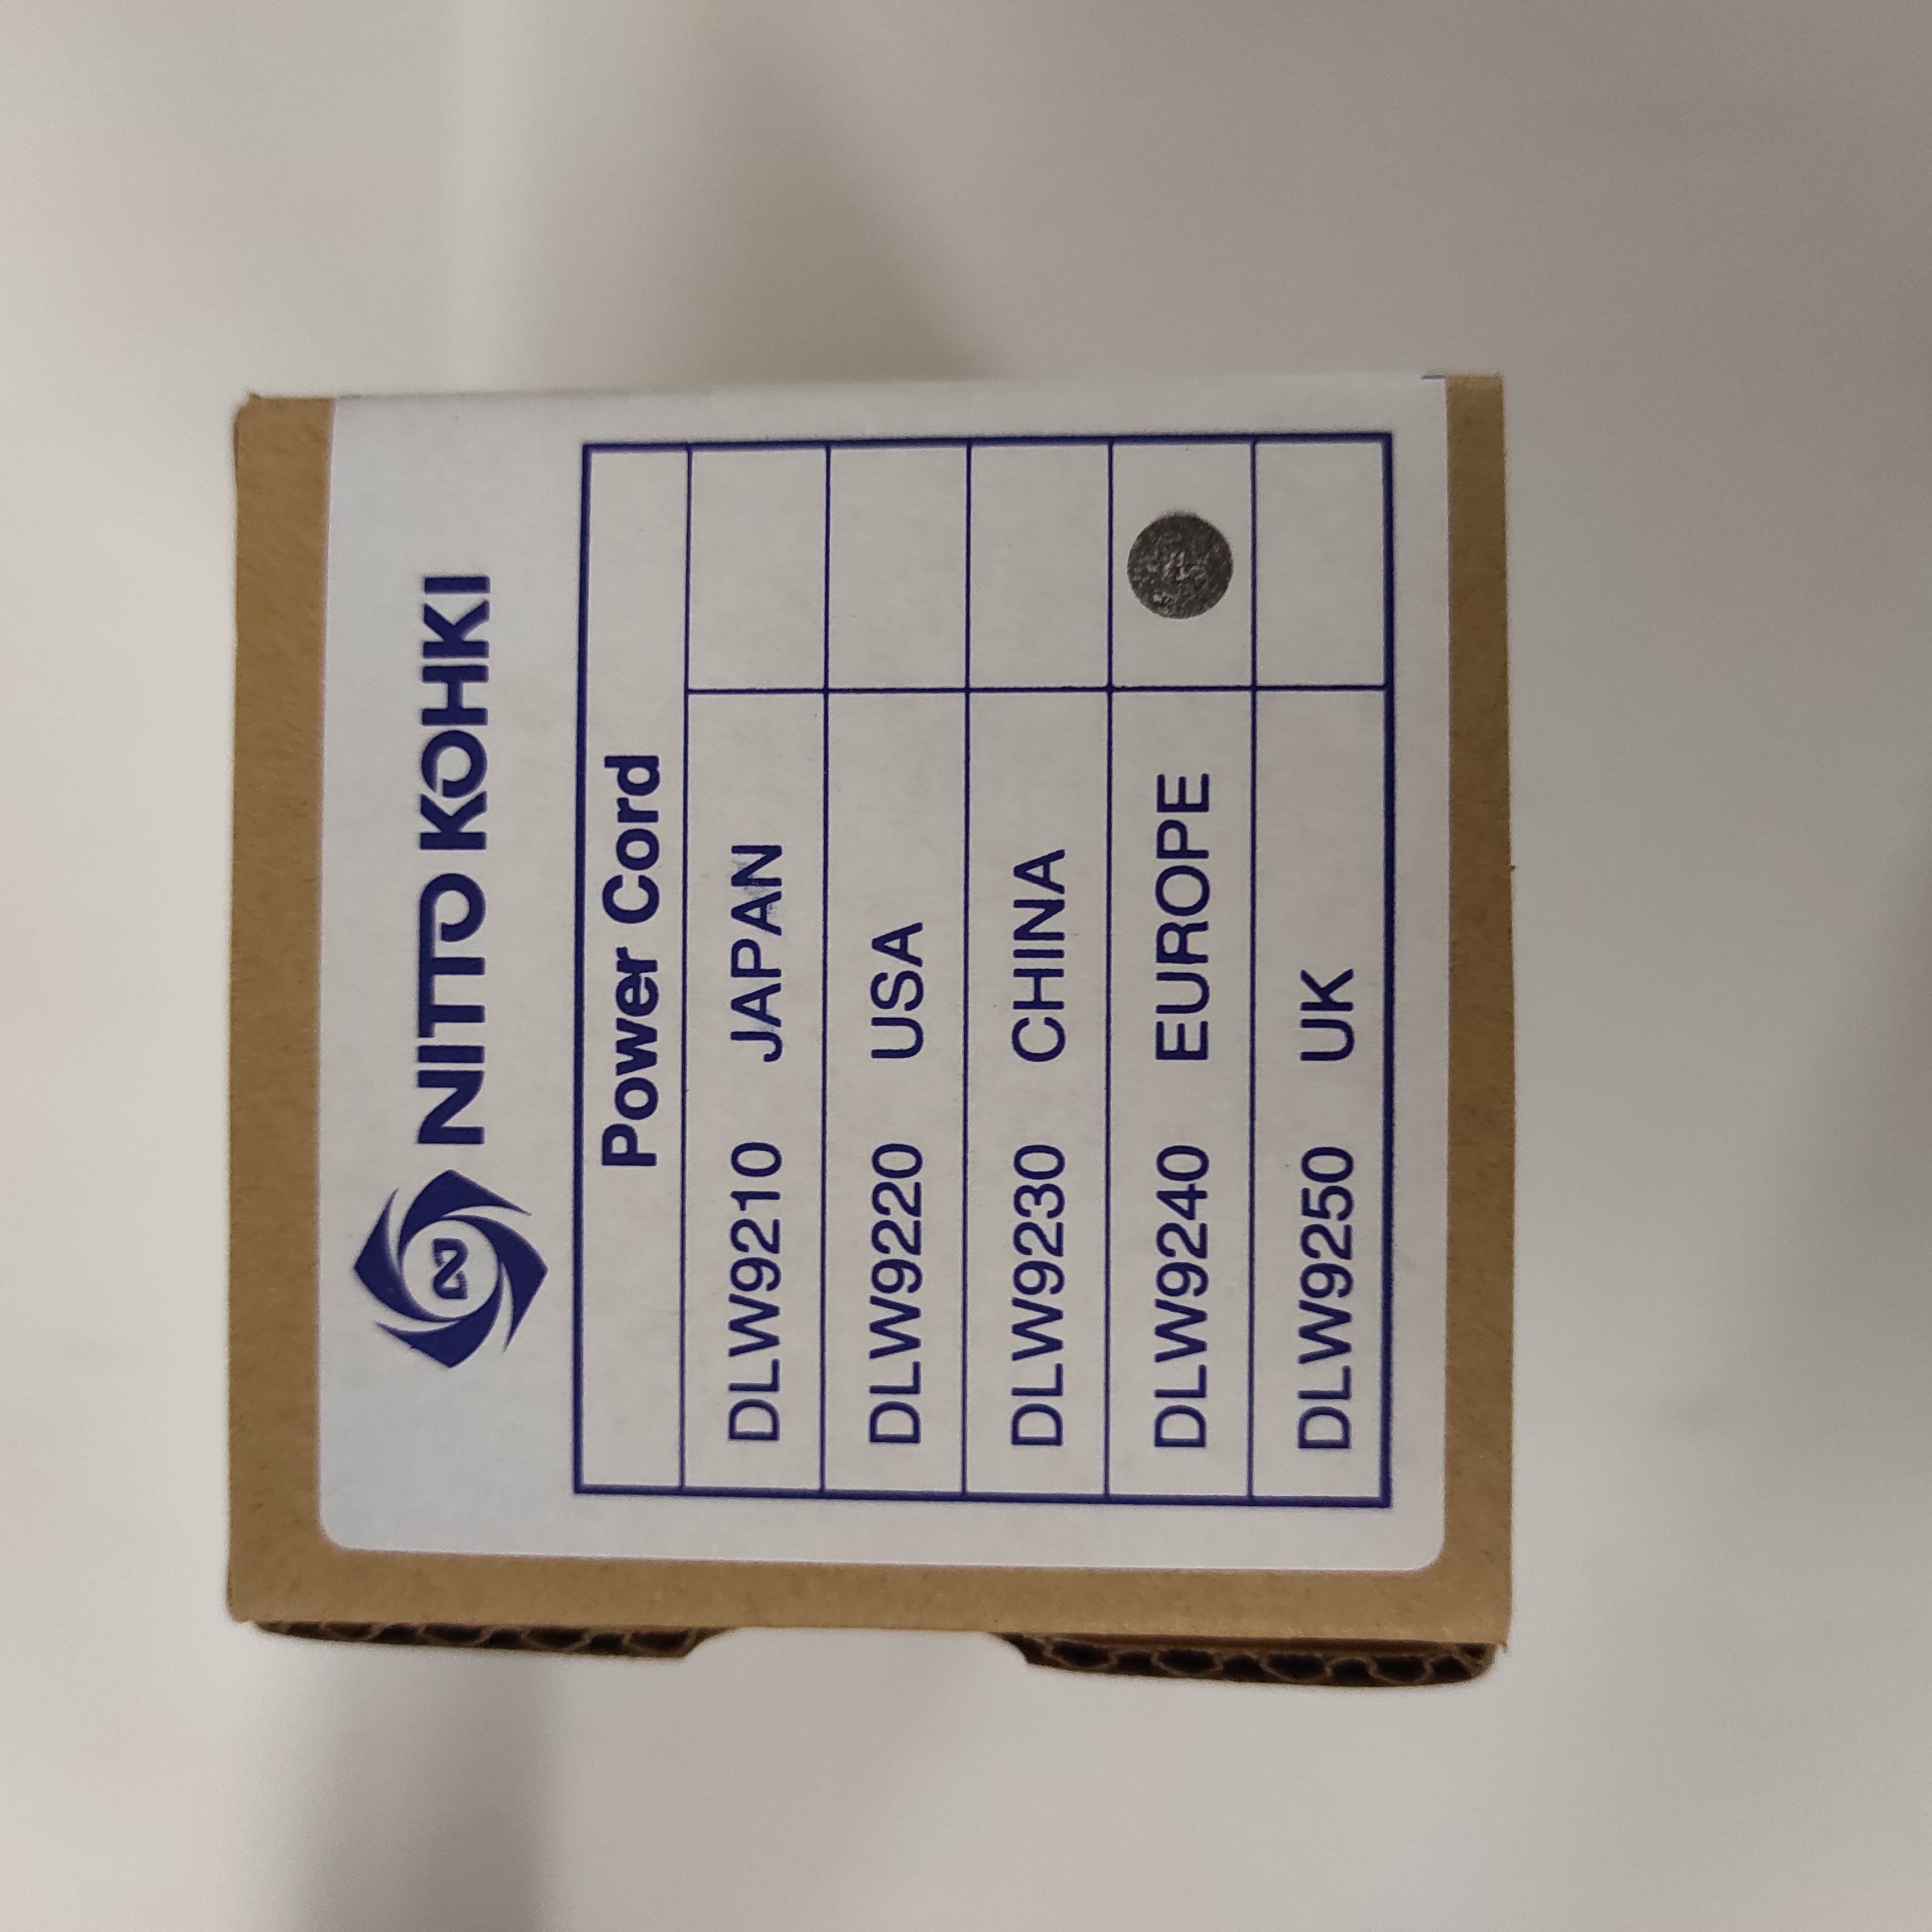 NITTO KOHKI
Power Cord
DLW9210 JAPAN
DLW9220 USA
DLW9230 CHINA
DLW9240 EUROPE
DLW9250 UK